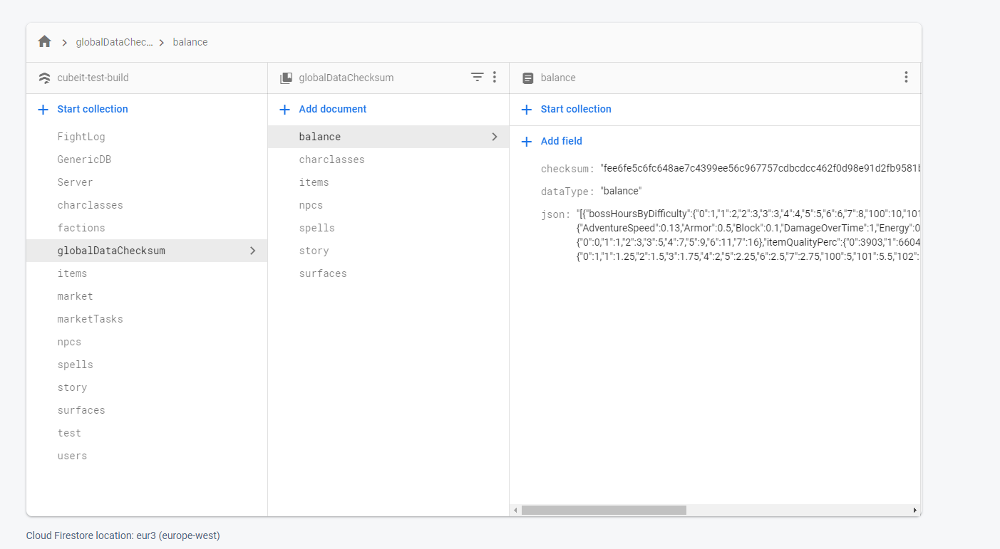 globalDataChec... balance
cubeit-test-build
Start collection
FightLog
GenericDB
Server
charclasses
factions
globalDataChecksum
items
market
marketTasks
npcs
spells
story
surfaces
test
users
globalDataChecksum
Add document
balance
charclasses
items
npcs
spells
story
surfaces
balance
Start collection
Add field
checksum: "fee6fe5c6fc648ae7c4399ee56c967757cdbcdcc462f0d98e91d2fb9581b
dataType: "balance"
json: "[{"bossHoursByDifficulty":{"0":1,"1":2,"2":3,"3":3,"4":4,"5":5,"6":6,"7":8,"100":10,"101
{"AdventureSpeed":0.13,"Armor":0.5,"Block":0.1,"DamageOverTime":1,"Energy":0
{"0":0,"1":1,"2":3,"3":5,"4":7,"5":9,"6":11,"7":16},"itemQualityPerc":{"0":3903,"1":6604
{"0":1,"1":1.25,"2":1.5,"3":1.75,"4":2,"5":2.25,"6":2.5,"7":2.75,"100":5,"101":5.5,"102":
Cloud Firestore location: eur3 (europe-west)